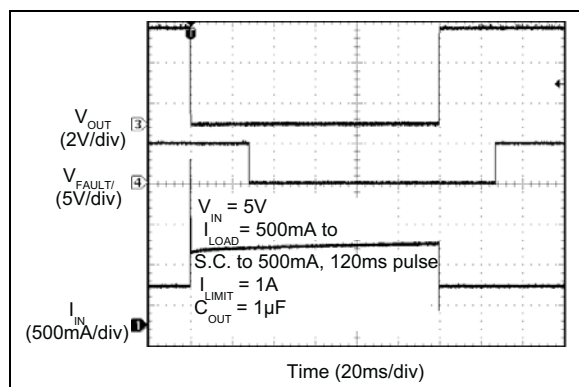 T
V_OUT
(2V/div)
3
V_FAULT/
(5V/div)
4
V_IN = 5V
I_LOAD = 500mA to
S.C. to 500mA, 120ms pulse
I_LIMIT = 1A
C_OUT = 1µF
I_IN
(500mA/div)
1
Time (20ms/div)